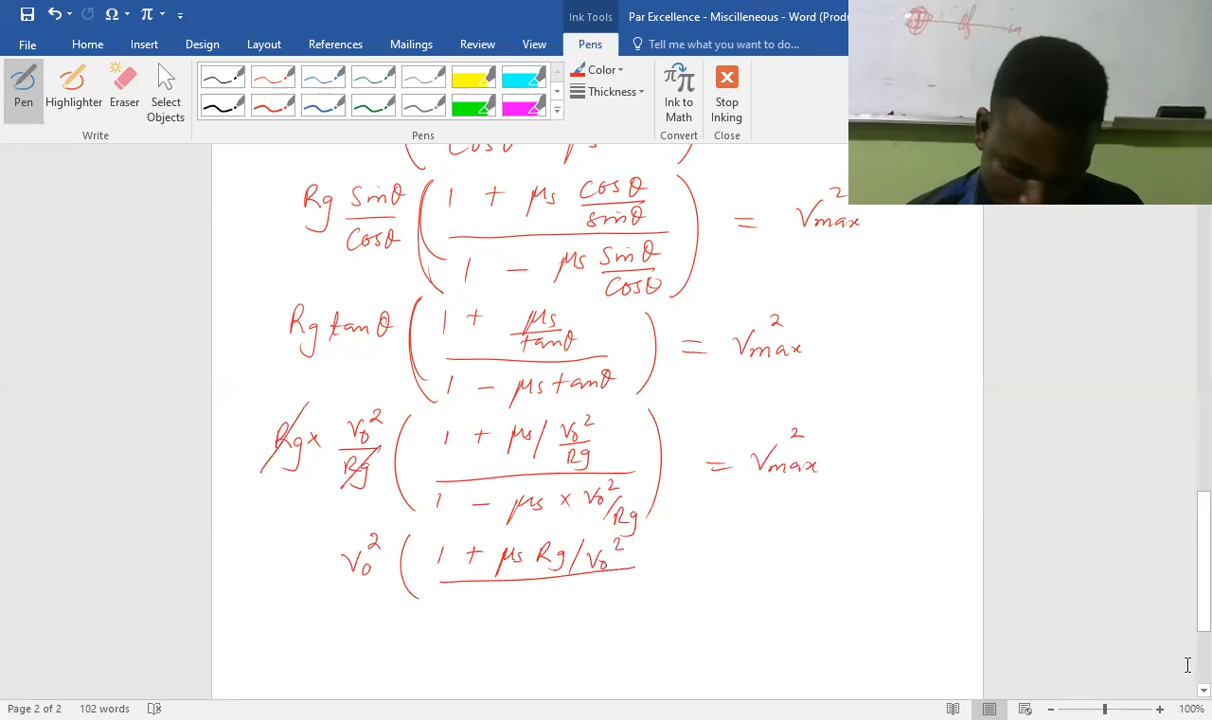 Ink Tools
Par Excellence - Miscilleneous - Word (Produ
File Home Insert Design Layout References Mailings Review View Pens Tell me what you want to do...
Pen Highlighter Eraser Select Objects
Color
Thickness
Ink to Math
Stop Inking
Write Pens Convert Close
Cosθ - μs
Rg Sinθ/Cosθ ( (1 + μs Cosθ/sinθ) / (1 - μs Sinθ/Cosθ) ) = Vmax²
Rg tanθ ( (1 + μs/tanθ) / (1 - μs tanθ) ) = Vmax²
Rg × V₀²/Rg ( (1 + μs / V₀²/Rg) / (1 - μs × V₀²/Rg) ) = Vmax²
V₀² ( 1 + μs Rg/V₀²
Page 2 of 2 102 words 100%